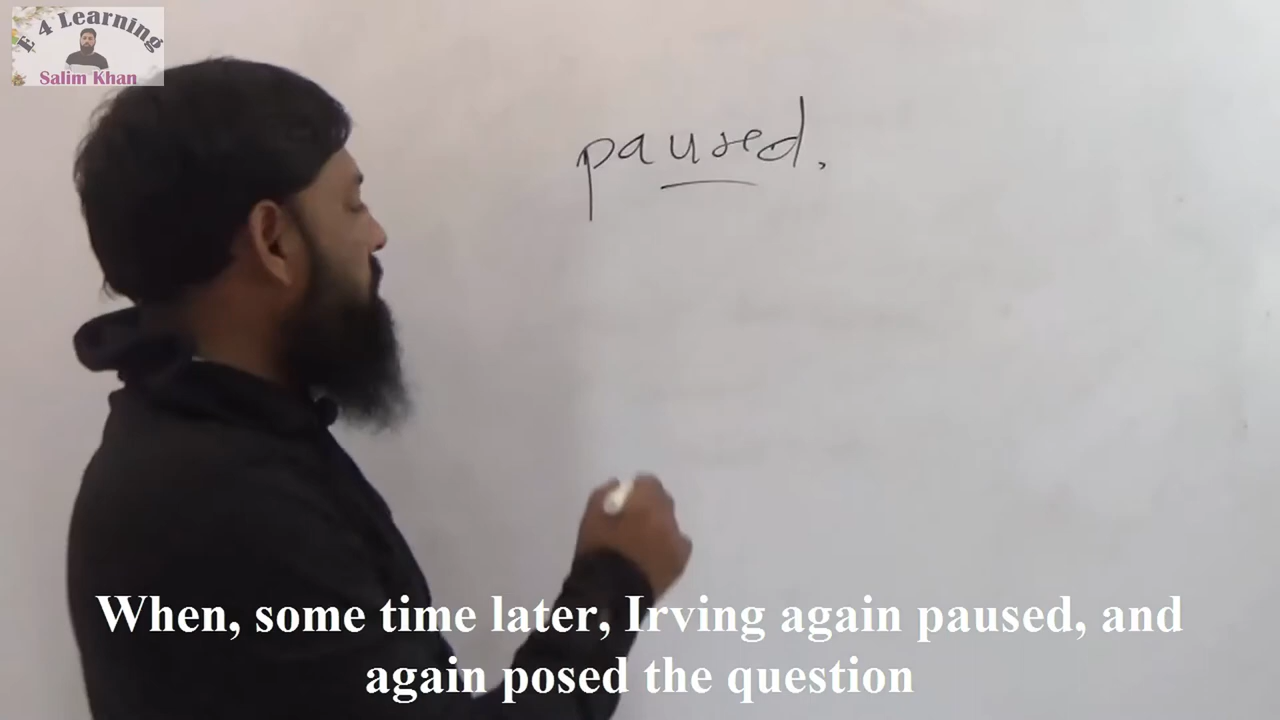 E 4 Learning
Salim Khan
paused.
When, some time later, Irving again paused, and
again posed the question